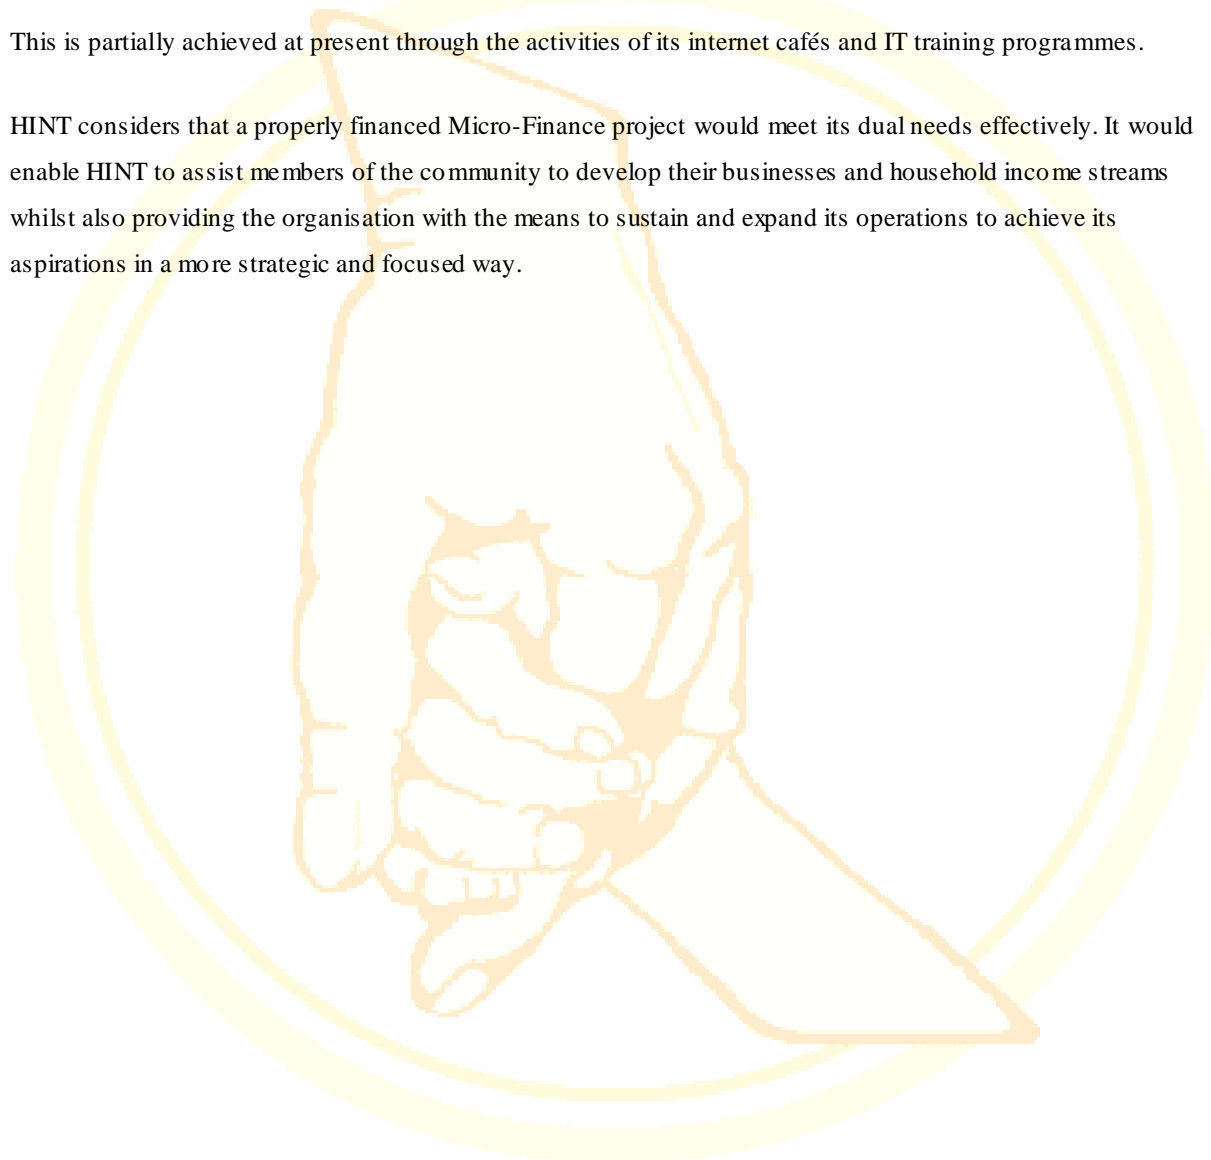 This is partially achieved at present through the activities of its internet cafés and IT training programmes.
HINT considers that a properly financed Micro-Finance project would meet its dual needs effectively. It would
enable HINT to assist members of the community to develop their businesses and household income streams
whilst also providing the organisation with the means to sustain and expand its operations to achieve its
aspirations in a more strategic and focused way.